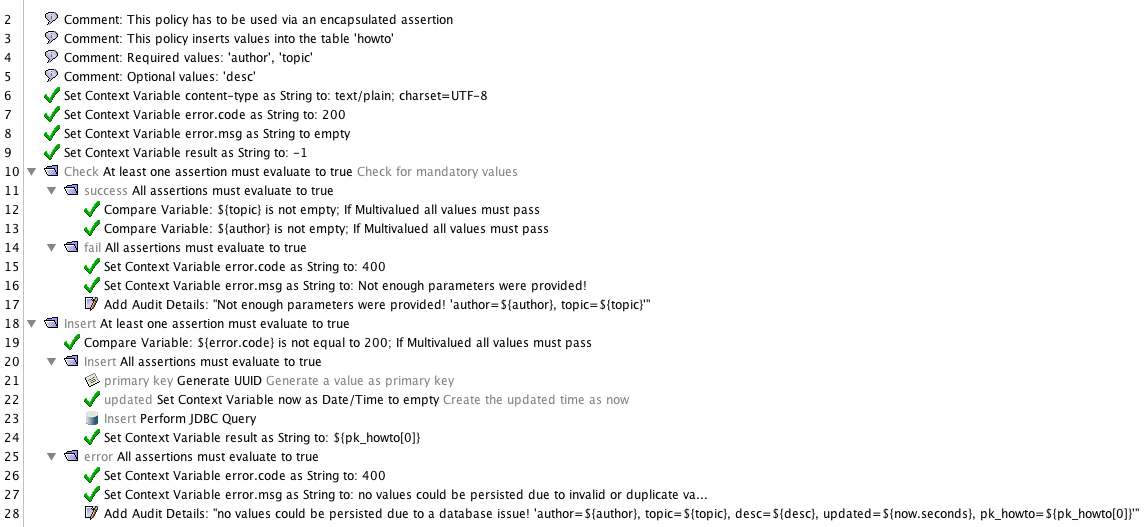 2 Comment: This policy has to be used via an encapsulated assertion
3 Comment: This policy inserts values into the table 'howto'
4 Comment: Required values: 'author', 'topic'
5 Comment: Optional values: 'desc'
6 Set Context Variable content-type as String to: text/plain; charset=UTF-8
7 Set Context Variable error.code as String to: 200
8 Set Context Variable error.msg as String to empty
9 Set Context Variable result as String to: -1
10 Check At least one assertion must evaluate to true Check for mandatory values
11 success All assertions must evaluate to true
12 Compare Variable: ${topic} is not empty; If Multivalued all values must pass
13 Compare Variable: ${author} is not empty; If Multivalued all values must pass
14 fail All assertions must evaluate to true
15 Set Context Variable error.code as String to: 400
16 Set Context Variable error.msg as String to: Not enough parameters were provided!
17 Add Audit Details: "Not enough parameters were provided! 'author=${author}, topic=${topic}'"
18 Insert At least one assertion must evaluate to true
19 Compare Variable: ${error.code} is not equal to 200; If Multivalued all values must pass
20 Insert All assertions must evaluate to true
21 primary key Generate UUID Generate a value as primary key
22 updated Set Context Variable now as Date/Time to empty Create the updated time as now
23 Insert Perform JDBC Query
24 Set Context Variable result as String to: ${pk_howto[0]}
25 error All assertions must evaluate to true
26 Set Context Variable error.code as String to: 400
27 Set Context Variable error.msg as String to: no values could be persisted due to invalid or duplicate va...
28 Add Audit Details: "no values could be persisted due to a database issue! 'author=${author}, topic=${topic}, desc=${desc}, updated=${now.seconds}, pk_howto=${pk_howto[0]}'"